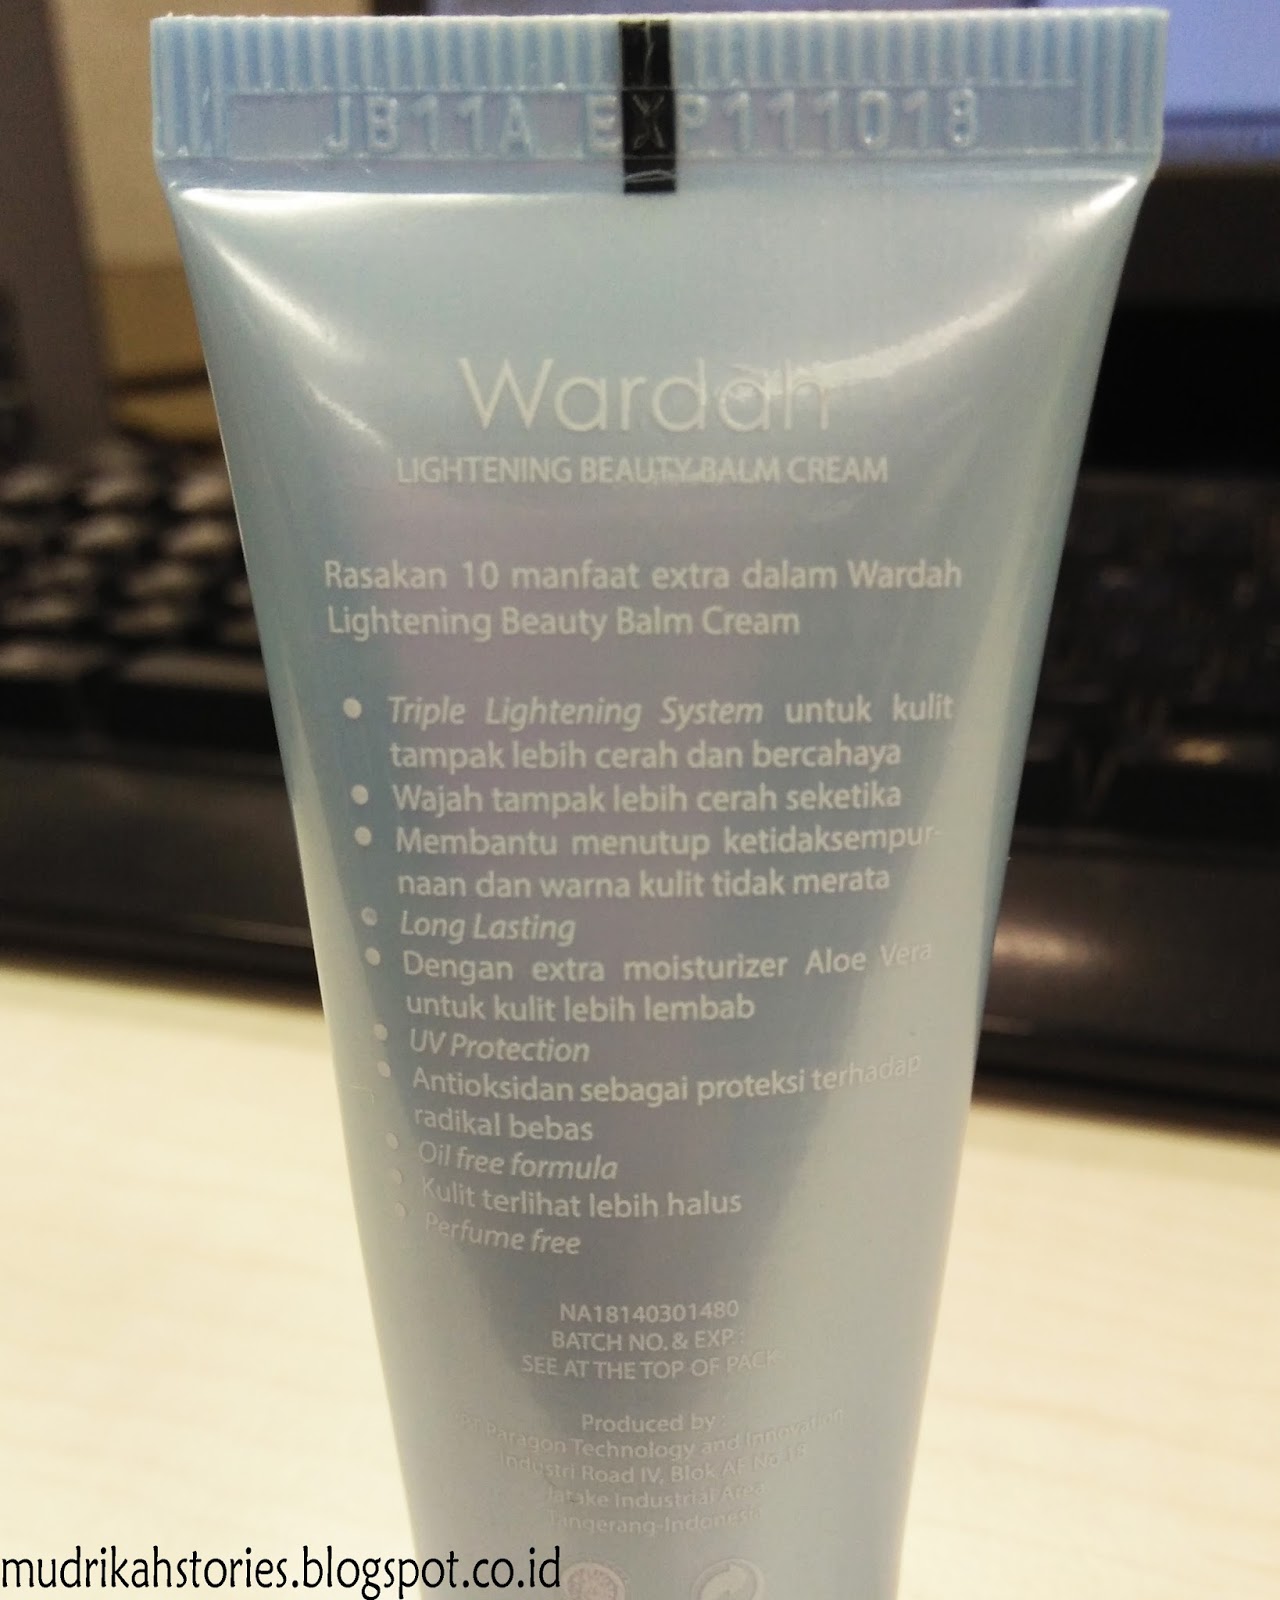 JB11A EXP111018
Wardah
LIGHTENING BEAUTY BALM CREAM
Rasakan 10 manfaat extra dalam Wardah
Lightening Beauty Balm Cream
• Triple Lightening System untuk kulit
tampak lebih cerah dan bercahaya
• Wajah tampak lebih cerah seketika
• Membantu menutup ketidaksempur-
naan dan warna kulit tidak merata
• Long Lasting
• Dengan extra moisturizer Aloe Vera
untuk kulit lebih lembab
• UV Protection
• Antioksidan sebagai proteksi terhadap
radikal bebas
• Oil free formula
• Kulit terlihat lebih halus
• Perfume free
NA18140301480
BATCH NO. & EXP.:
SEE AT THE TOP OF PACK
Produced by :
PT Paragon Technology and Innovation
Industri Road IV, Blok AF No. 18
Jatake Industrial Area
Tangerang-Indonesia
mudrikahstories.blogspot.co.id